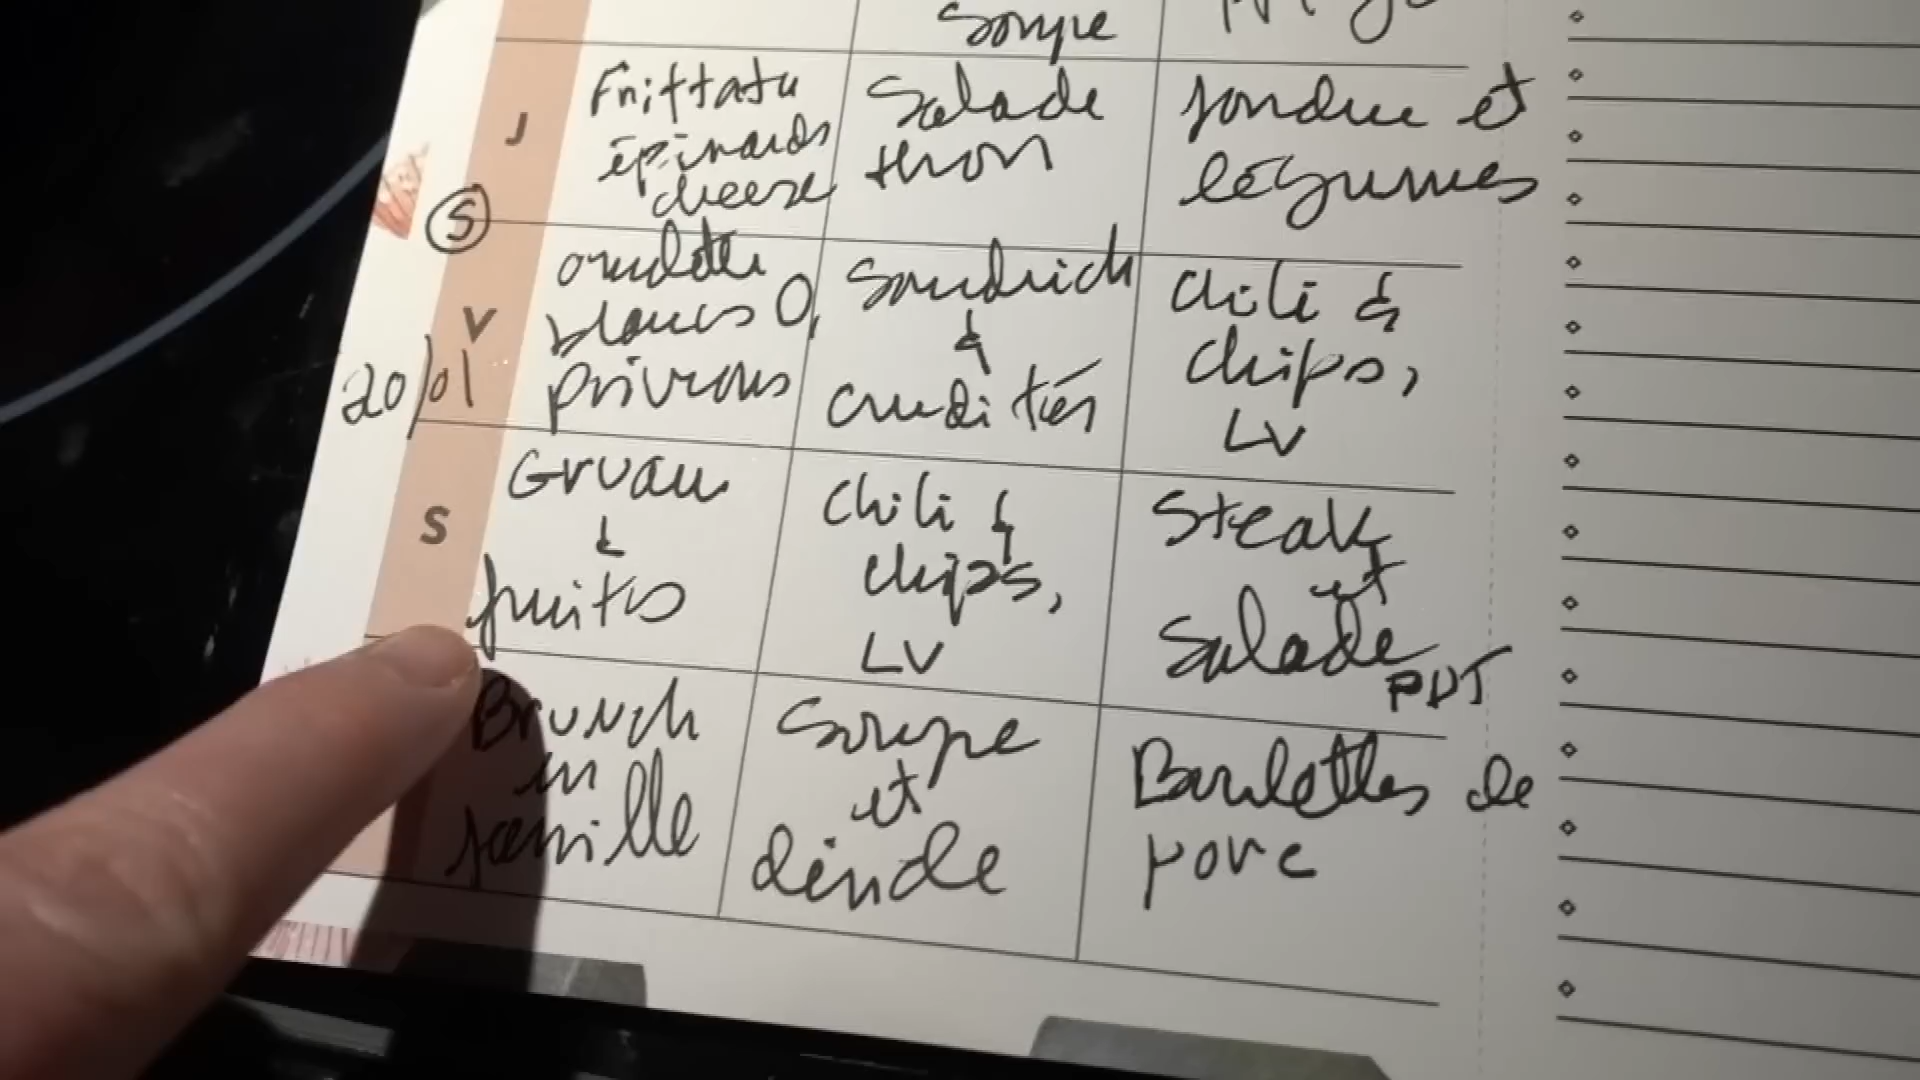 Soupe
J
Frittata
épinards
cheese
Salade
thon
fondue et
légumes
S
V
20/01
omelette
blancs O,
poivrons
Sandwich
&
crudités
Chili &
chips,
LV
S
Gruau
&
fruits
Chili &
chips,
LV
Steak
et
Salade
PDT
Brunch
en
famille
Soupe
et
dinde
Boulettes de
porc